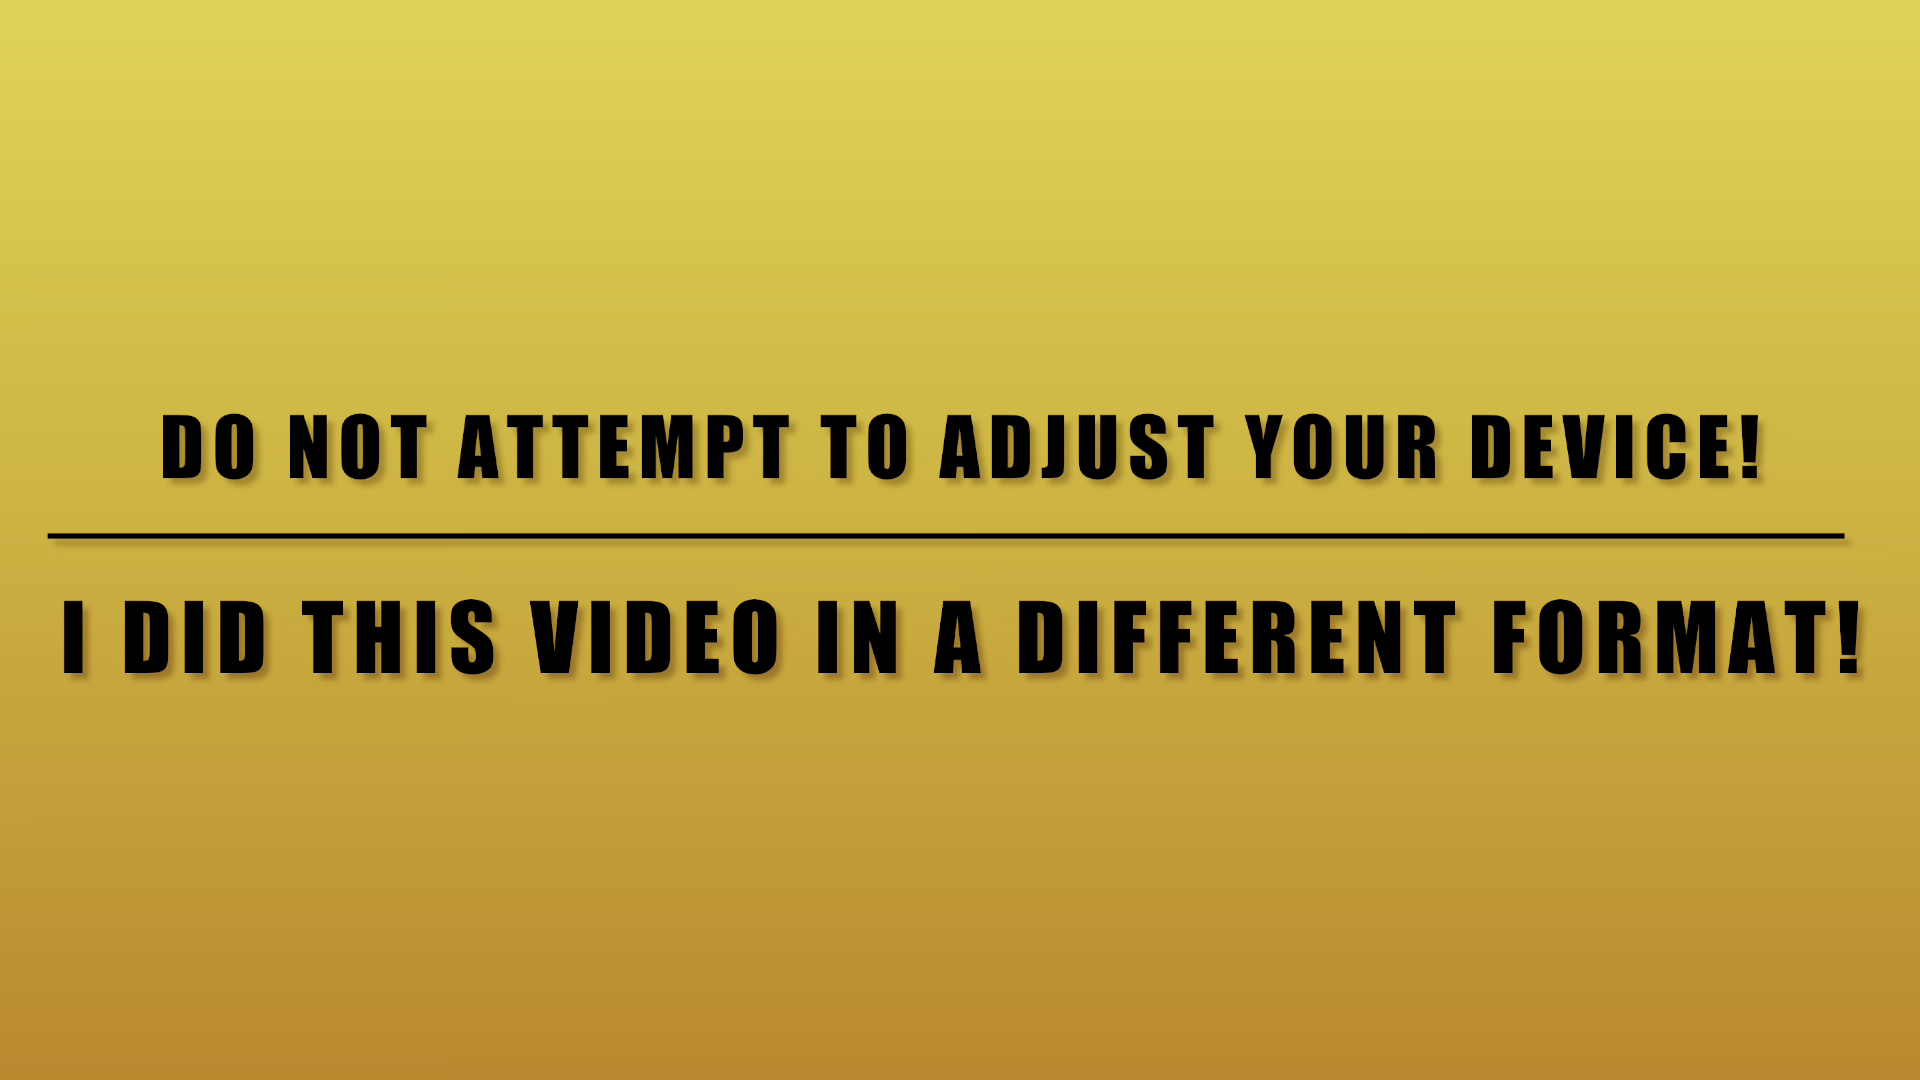 DO NOT ATTEMPT TO ADJUST YOUR DEVICE!
I DID THIS VIDEO IN A DIFFERENT FORMAT!